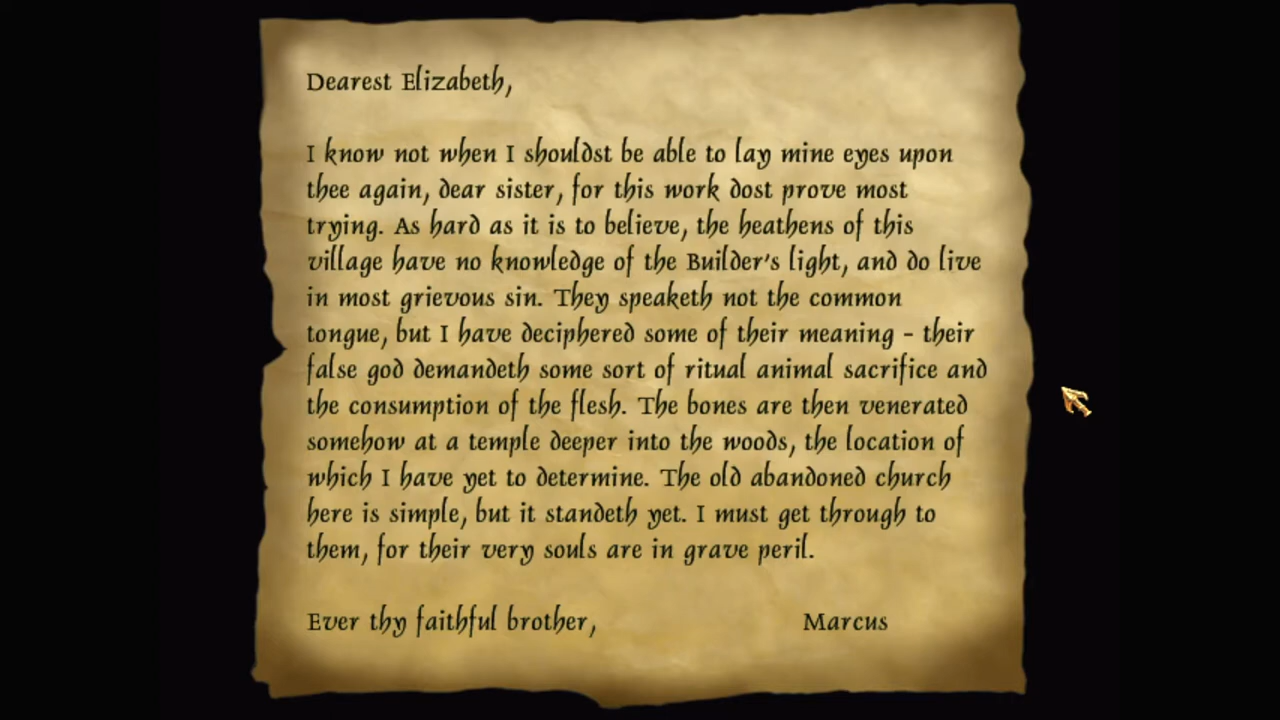 Dearest Elizabeth,
I know not when I shouldst be able to lay mine eyes upon
thee again, dear sister, for this work dost prove most
trying. As hard as it is to believe, the heathens of this
village have no knowledge of the Builder's light, and do live
in most grievous sin. They speaketh not the common
tongue, but I have deciphered some of their meaning - their
false god demandeth some sort of ritual animal sacrifice and
the consumption of the flesh. The bones are then venerated
somehow at a temple deeper into the woods, the location of
which I have yet to determine. The old abandoned church
here is simple, but it standeth yet. I must get through to
them, for their very souls are in grave peril.
Ever thy faithful brother, Marcus